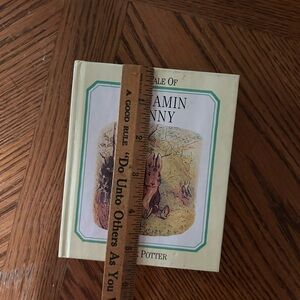 ALE OF
AMIN
NNY
POTTER
A GOOD RULE "Do Unto Others As You